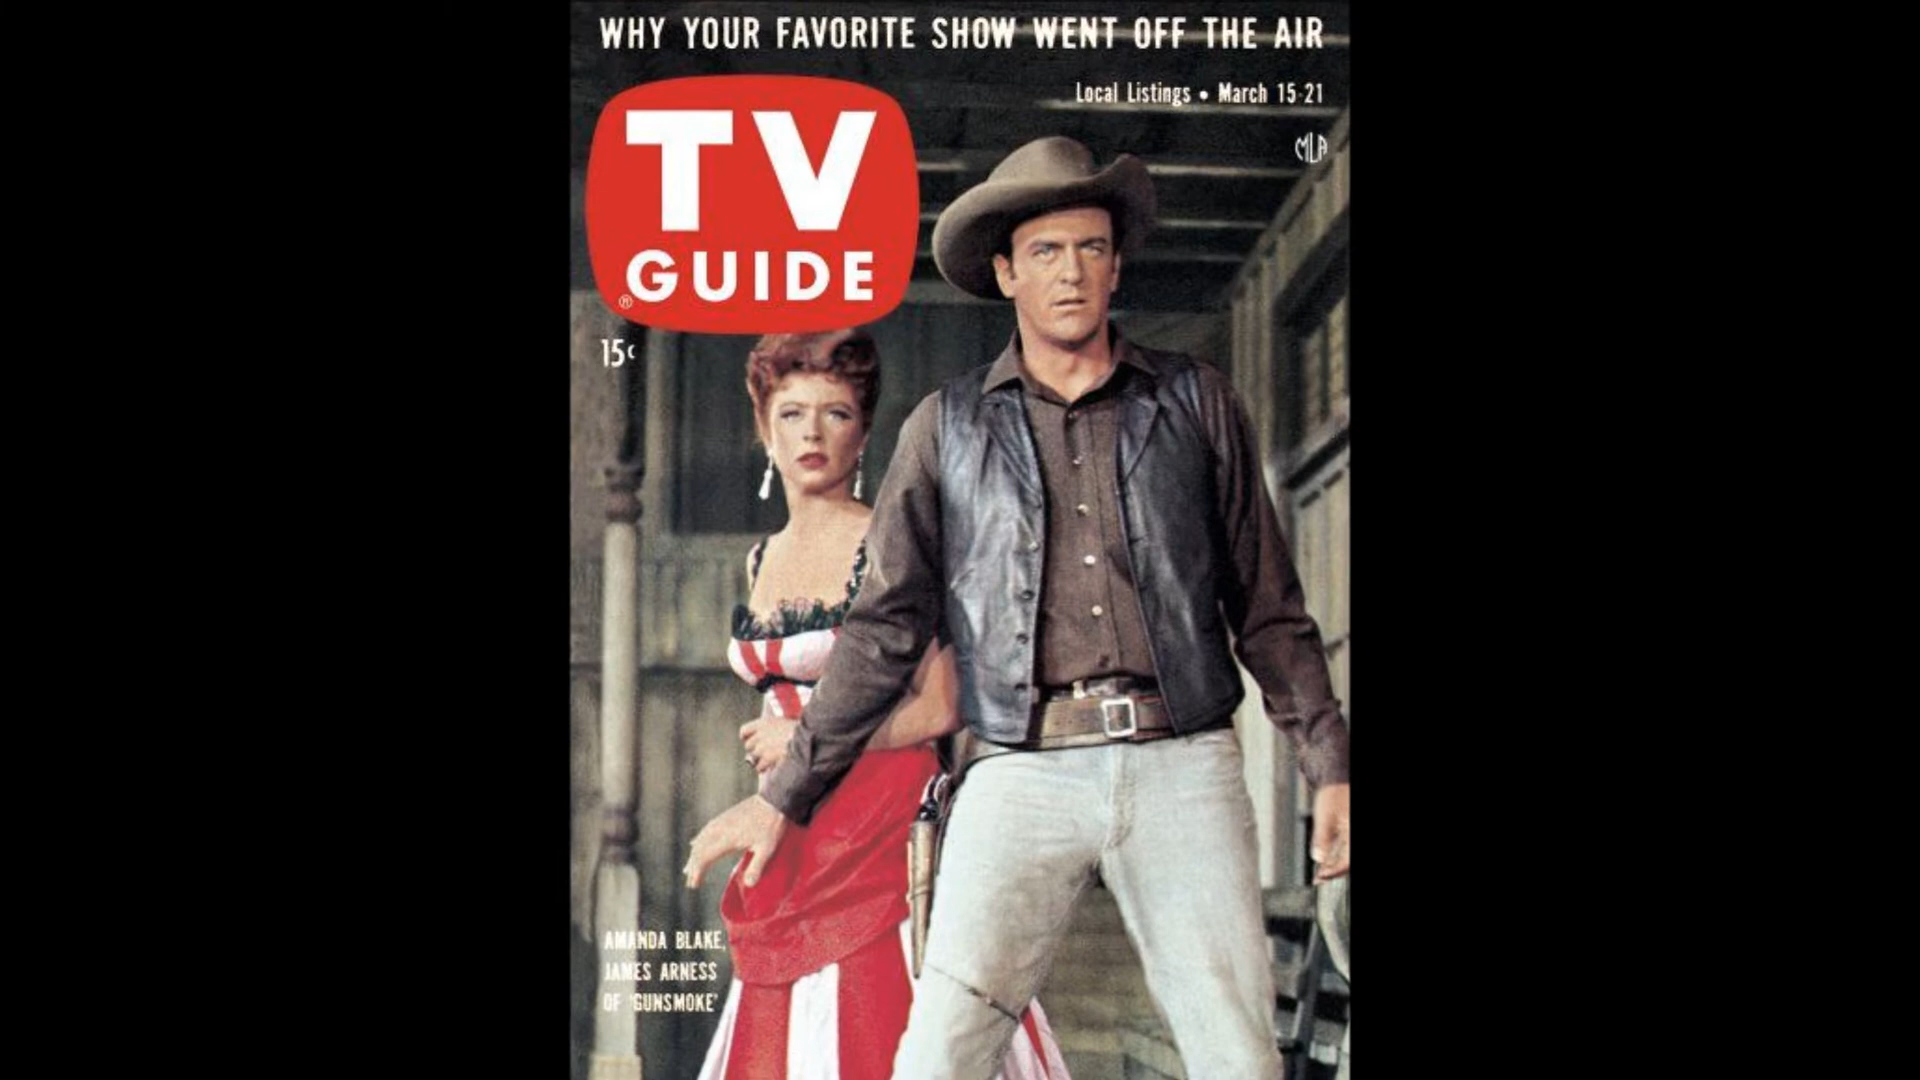 WHY YOUR FAVORITE SHOW WENT OFF THE AIR
Local Listings • March 15-21
MLA
TV
GUIDE
®
15¢
AMANDA BLAKE,
JAMES ARNESS
OF 'GUNSMOKE'